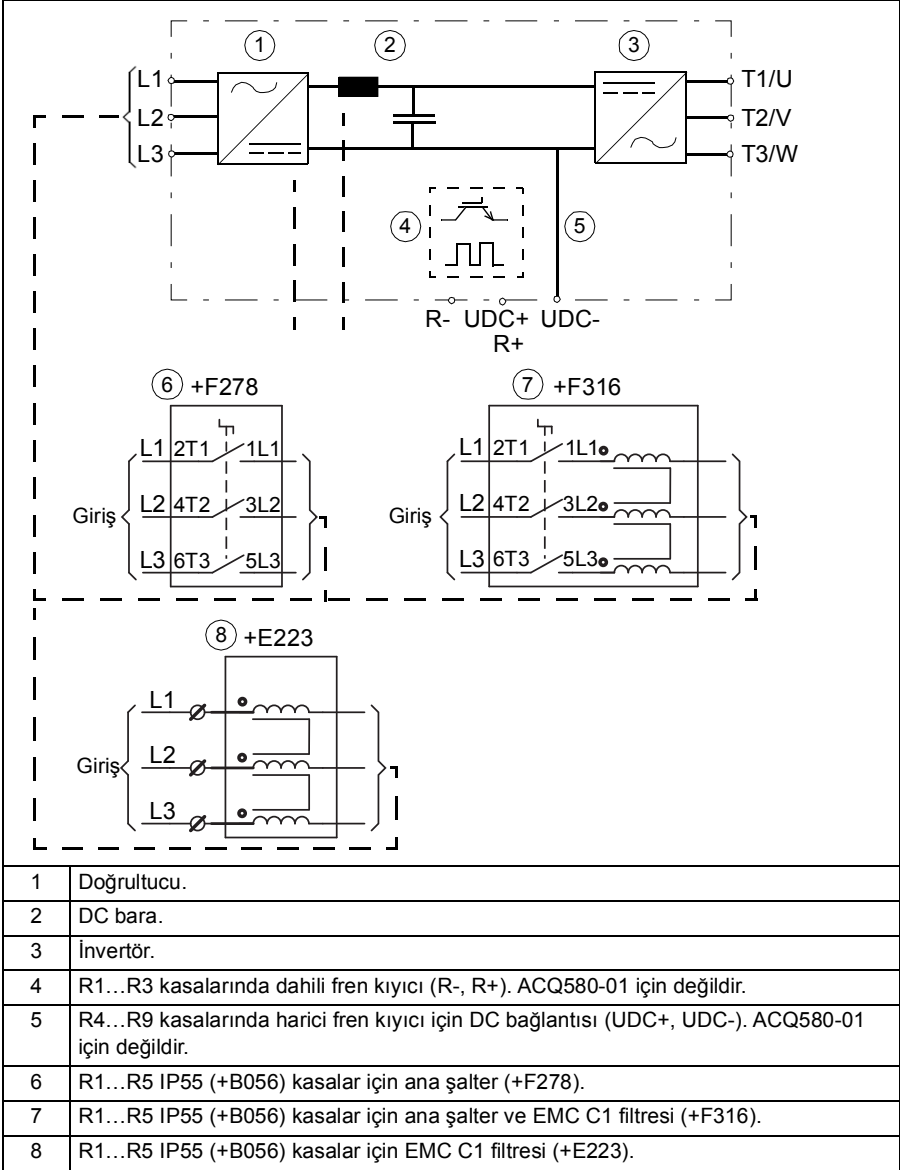 1 2 3
L1 T1/U
L2 T2/V
L3 T3/W
4 5
R- UDC+ UDC-
R+
6 +F278
7 +F316
L1 2T1 1L1
L2 4T2 3L2
Giriş
L3 6T3 5L3
L1 2T1 1L1
L2 4T2 3L2
Giriş
L3 6T3 5L3
8 +E223
L1
L2
Giriş
L3
1 Doğrultucu.
2 DC bara.
3 İnvertör.
4 R1…R3 kasalarında dahili fren kıyıcı (R-, R+). ACQ580-01 için değildir.
5 R4…R9 kasalarında harici fren kıyıcı için DC bağlantısı (UDC+, UDC-). ACQ580-01
için değildir.
6 R1…R5 IP55 (+B056) kasalar için ana şalter (+F278).
7 R1…R5 IP55 (+B056) kasalar için ana şalter ve EMC C1 filtresi (+F316).
8 R1…R5 IP55 (+B056) kasalar için EMC C1 filtresi (+E223).